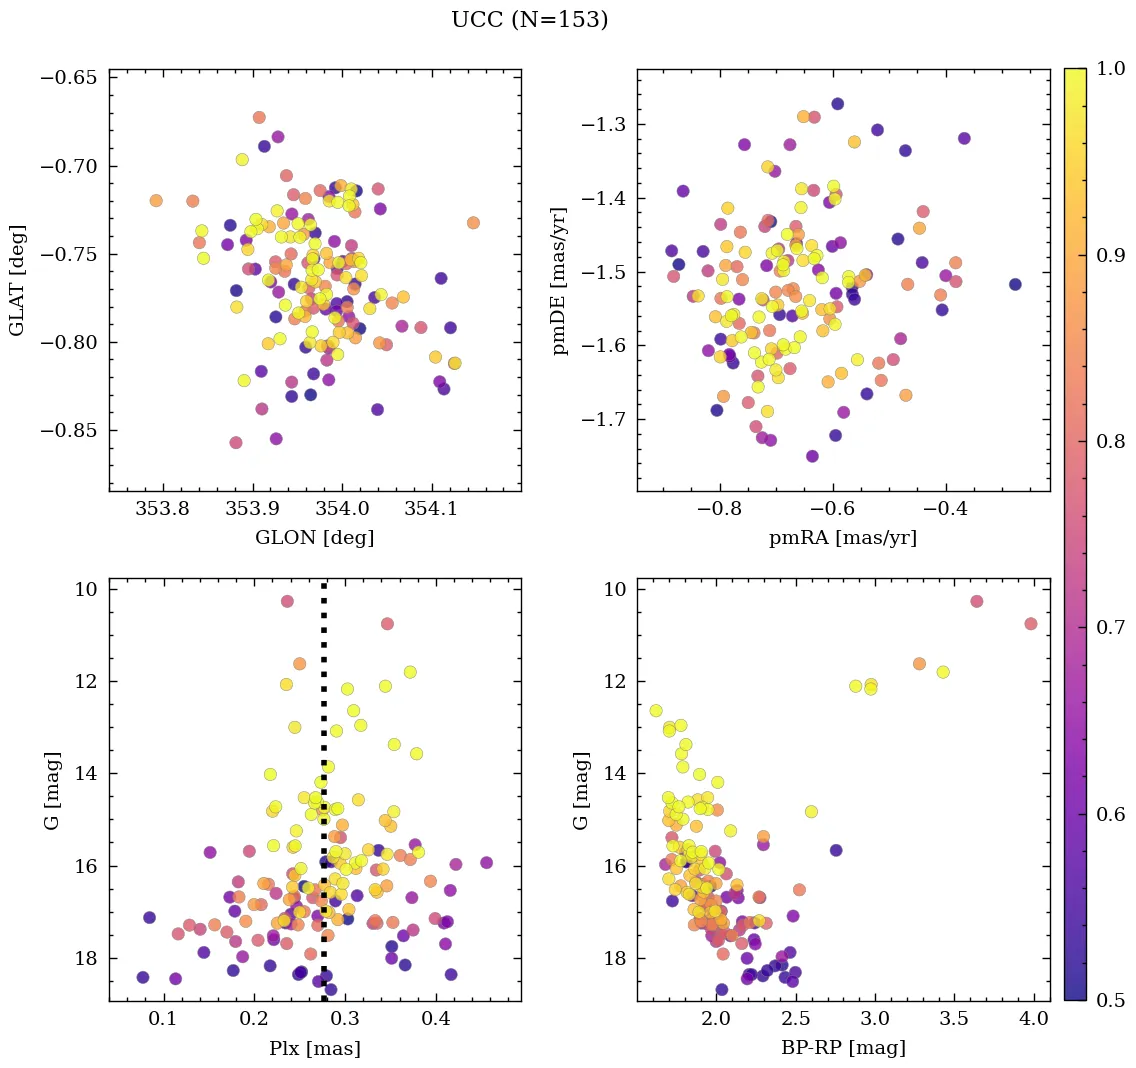 UCC (N=153)
−0.65
−0.70
−0.75
−0.80
−0.85
GLAT [deg]
353.8 353.9 354.0 354.1
GLON [deg]
−1.3
−1.4
−1.5
−1.6
−1.7
pmDE [mas/yr]
−0.8 −0.6 −0.4
pmRA [mas/yr]
10
12
14
16
18
G [mag]
0.1 0.2 0.3 0.4
Plx [mas]
G [mag]
10
12
14
16
18
2.0 2.5 3.0 3.5 4.0
BP-RP [mag]
1.0
0.9
0.8
0.7
0.6
0.5